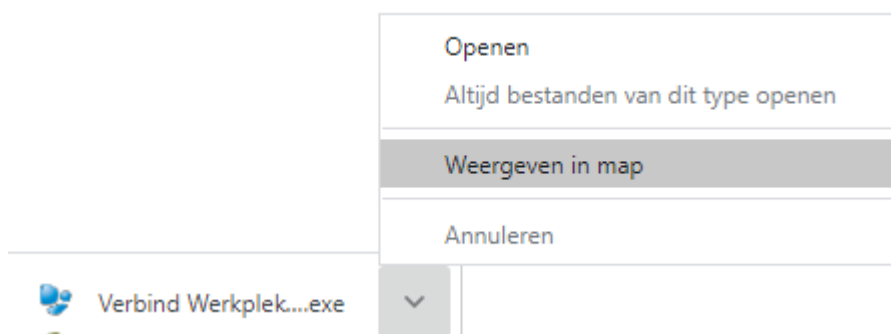 Openen
Altijd bestanden van dit type openen
Weergeven in map
Annuleren
Verbind Werkplek....exe